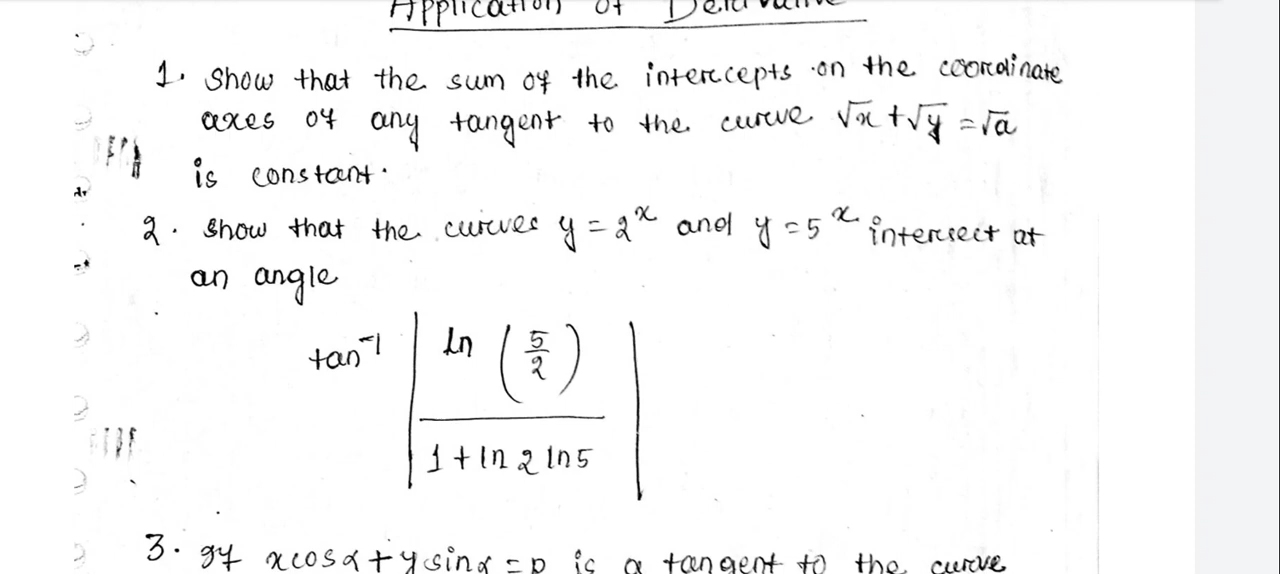 Application of Derivative
1. Show that the sum of the intercepts on the coordinate
axes of any tangent to the curve √x + √y = √a
is constant.
2. Show that the curves y = 2^x and y = 5^x intersect at
an angle
tan^-1 | ln (5/2) / 1 + ln 2 ln 5 |
3. If x cos α + y sin α = p is a tangent to the curve